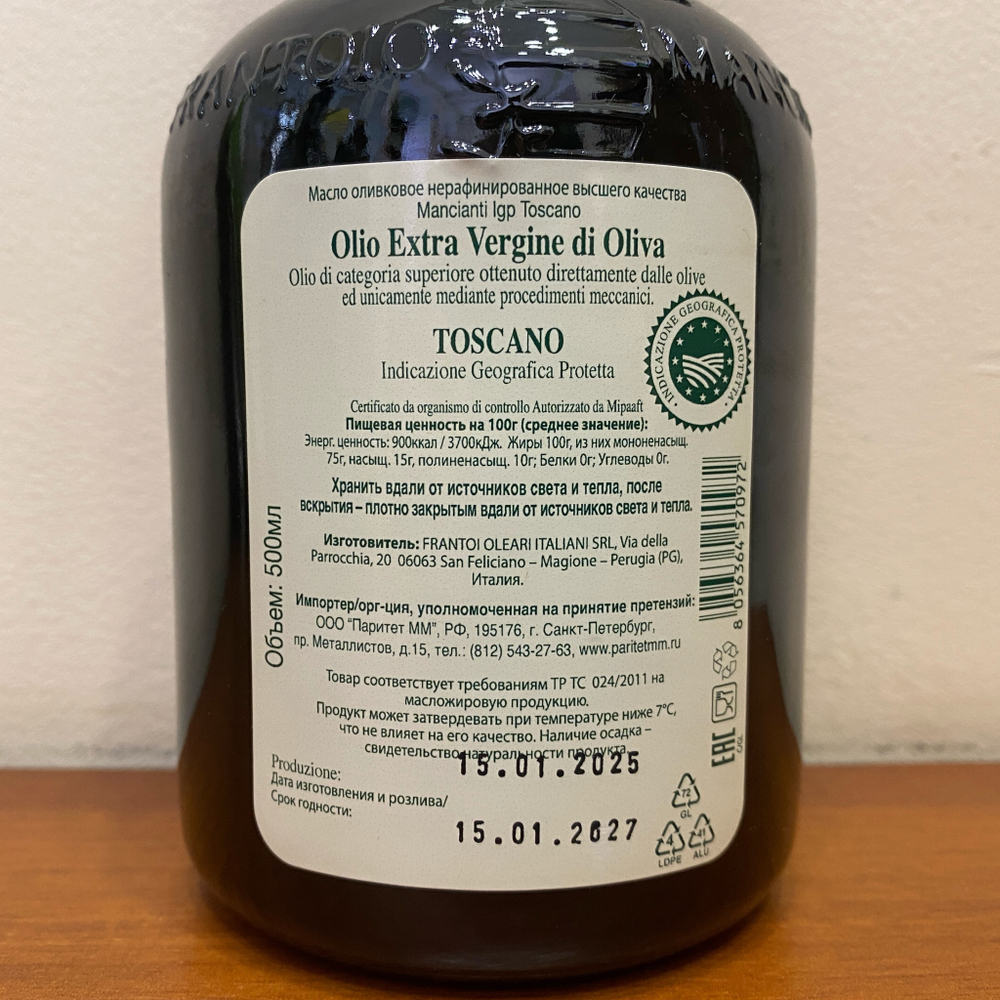 FRANTOIO
Масло оливковое нерафинированное высшего качества
Mancianti Igp Toscano
Olio Extra Vergine di Oliva
Olio di categoria superiore ottenuto direttamente dalle olive
ed unicamente mediante procedimenti meccanici.
TOSCANO
Indicazione Geografica Protetta
INDICAZIONE GEOGRAFICA PROTETTA
Certificato da organismo di controllo Autorizzato da Mipaaft
Пищевая ценность на 100г (среднее значение):
Энерг. ценность: 900ккал / 3700кДж. Жиры 100г, из них мононенасыщ.
75г, насыщ. 15г, полиненасыщ. 10г; Белки 0г; Углеводы 0г.
Хранить вдали от источников света и тепла, после
вскрытия – плотно закрытым вдали от источников света и тепла.
Изготовитель: FRANTOI OLEARI ITALIANI SRL, Via della
Parrocchia, 20 06063 San Feliciano – Magione – Perugia (PG),
Италия.
Импортер/орг-ция, уполномоченная на принятие претензий:
ООО "Паритет ММ", РФ, 195176, г. Санкт-Петербург,
пр. Металлистов, д.15, тел.: (812) 543-27-63, www.paritetmm.ru
Товар соответствует требованиям ТР ТС 024/2011 на
масложировую продукцию.
Продукт может затвердевать при температуре ниже 7°C,
что не влияет на его качество. Наличие осадка –
свидетельство натуральности продукта.
Produzione:
15.01.2025
Дата изготовления и розлива/
Срок годности:
15.01.2027
Объем: 500мл
8 056364 570972
EAC
72
GL
4
LDPE
41
ALU